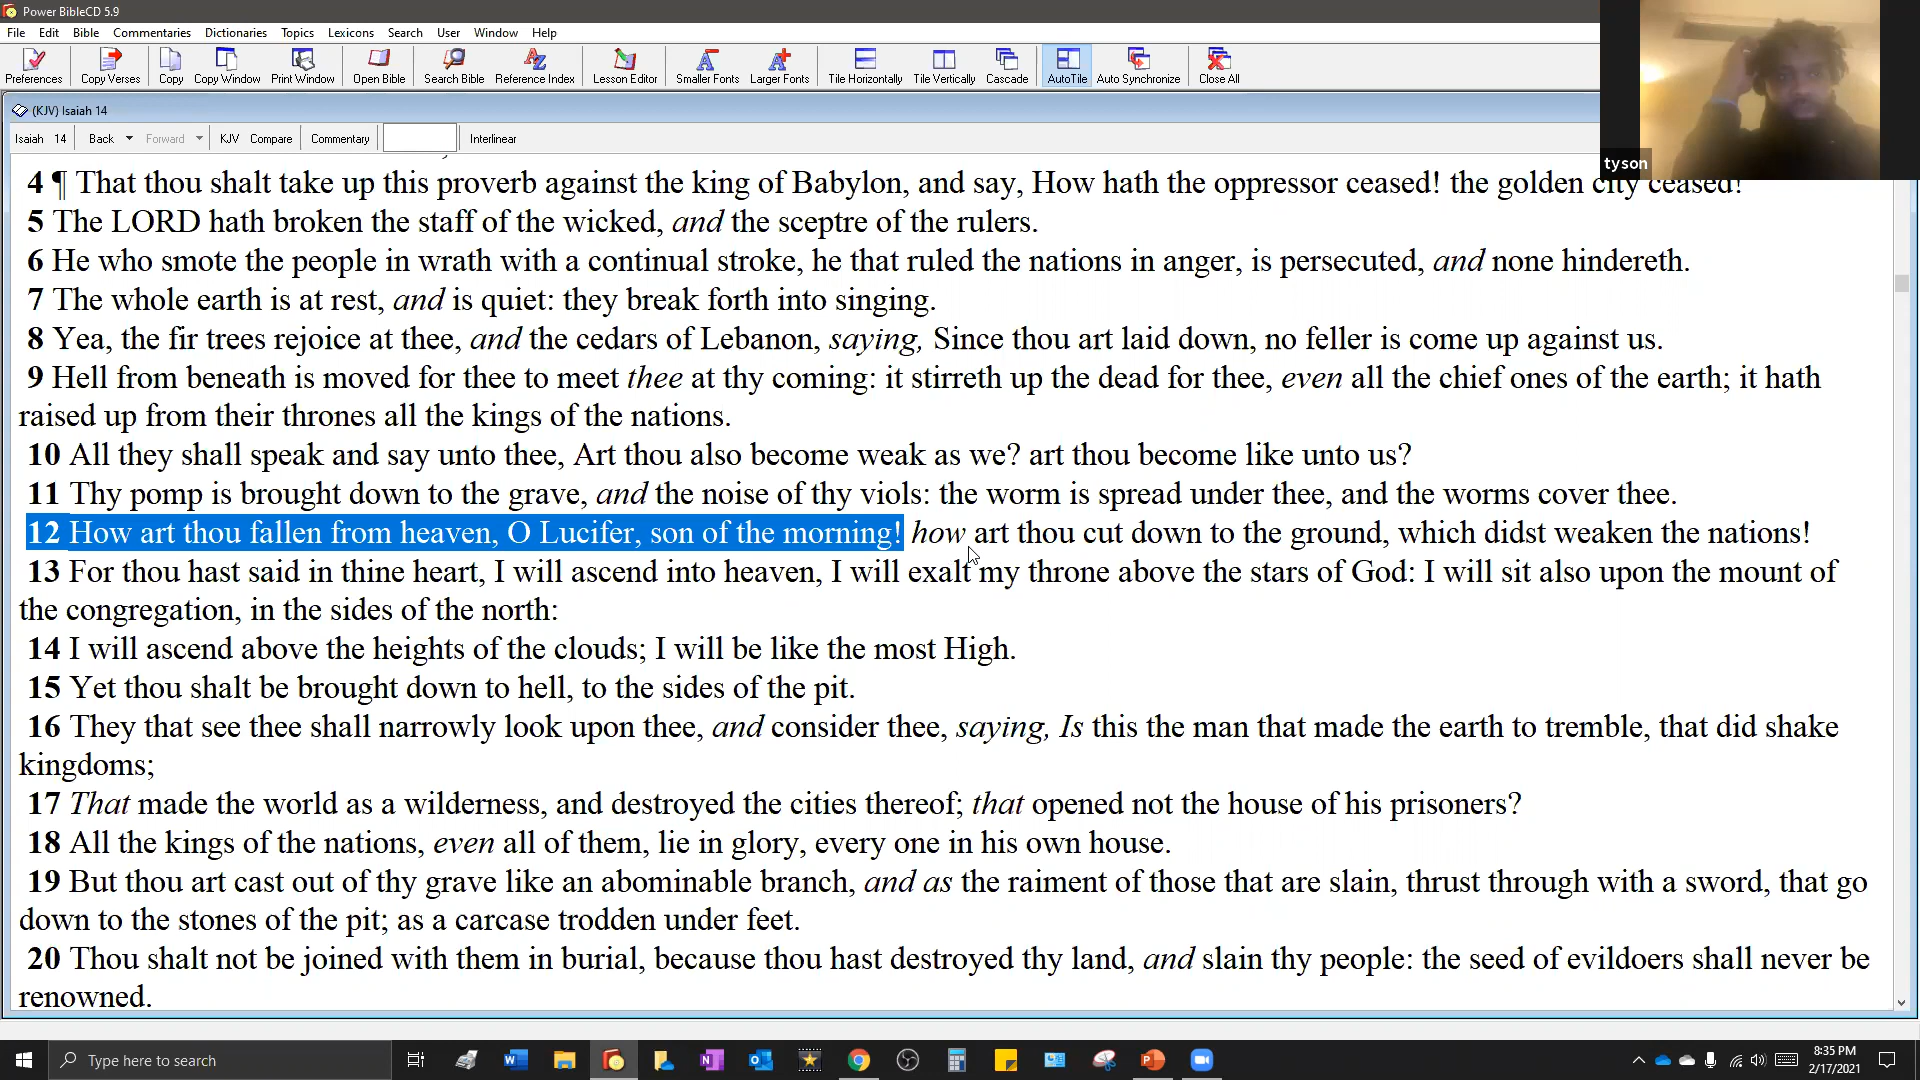 Power BibleCD 5.9
File Edit Bible Commentaries Dictionaries Topics Lexicons Search User Window Help
Preferences Copy Verses Copy Copy Window Print Window Open Bible Search Bible Reference Index Lesson Editor Smaller Fonts Larger Fonts Tile Horizontally Tile Vertically Cascade AutoTile Auto Synchronize Close All
(KJV) Isaiah 14
Isaiah 14 Back Forward KJV Compare Commentary Interlinear
tyson
4 ¶ That thou shalt take up this proverb against the king of Babylon, and say, How hath the oppressor ceased! the golden city ceased!
5 The LORD hath broken the staff of the wicked, and the sceptre of the rulers.
6 He who smote the people in wrath with a continual stroke, he that ruled the nations in anger, is persecuted, and none hindereth.
7 The whole earth is at rest, and is quiet: they break forth into singing.
8 Yea, the fir trees rejoice at thee, and the cedars of Lebanon, saying, Since thou art laid down, no feller is come up against us.
9 Hell from beneath is moved for thee to meet thee at thy coming: it stirreth up the dead for thee, even all the chief ones of the earth; it hath
raised up from their thrones all the kings of the nations.
10 All they shall speak and say unto thee, Art thou also become weak as we? art thou become like unto us?
11 Thy pomp is brought down to the grave, and the noise of thy viols: the worm is spread under thee, and the worms cover thee.
12 How art thou fallen from heaven, O Lucifer, son of the morning! how art thou cut down to the ground, which didst weaken the nations!
13 For thou hast said in thine heart, I will ascend into heaven, I will exalt my throne above the stars of God: I will sit also upon the mount of
the congregation, in the sides of the north:
14 I will ascend above the heights of the clouds; I will be like the most High.
15 Yet thou shalt be brought down to hell, to the sides of the pit.
16 They that see thee shall narrowly look upon thee, and consider thee, saying, Is this the man that made the earth to tremble, that did shake
kingdoms;
17 That made the world as a wilderness, and destroyed the cities thereof; that opened not the house of his prisoners?
18 All the kings of the nations, even all of them, lie in glory, every one in his own house.
19 But thou art cast out of thy grave like an abominable branch, and as the raiment of those that are slain, thrust through with a sword, that go
down to the stones of the pit; as a carcase trodden under feet.
20 Thou shalt not be joined with them in burial, because thou hast destroyed thy land, and slain thy people: the seed of evildoers shall never be
renowned.
Type here to search
8:35 PM
2/17/2021